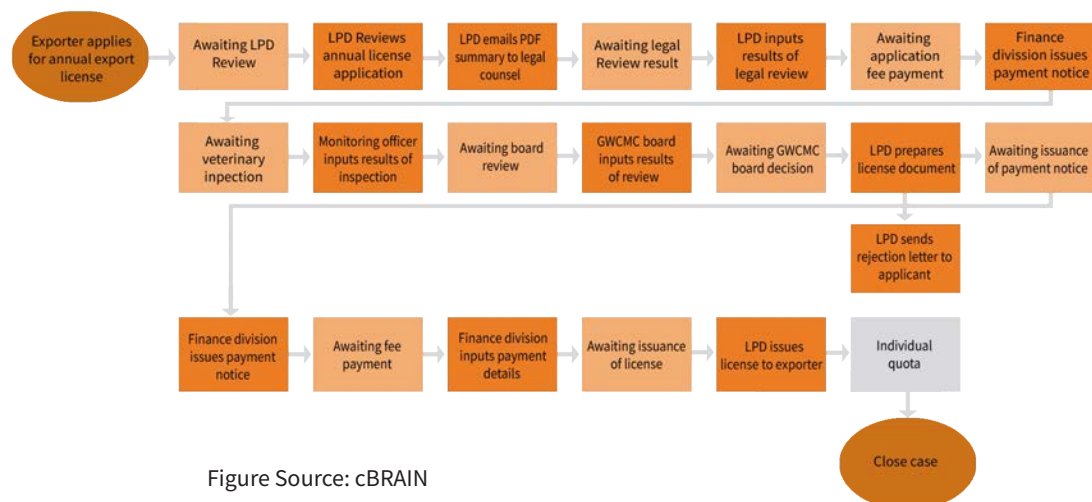 Exporter applies
for annual export
license
Awaiting LPD
Review
LPD Reviews
annual license
application
LPD emails PDF
summary to legal
counsel
Awaiting legal
Review result
LPD inputs
results of
legal review
Awaiting
application
fee payment
Finance
divission issues
payment notice
Awaiting
veterinary
inpection
Monitoring officer
inputs results of
inspection
Awaiting board
review
GWCMC board
inputs results
of review
Awaiting GWCMC
board decision
LPD prepares
license document
Awaiting issuance
of payment notice
LPD sends
rejection letter to
applicant
Finance division
issues payment
notice
Awaiting fee
payment
Finance division
inputs payment
details
Awaiting issuance
of license
LPD issues
license to exporter
Individual
quota
Close case
Figure Source: cBRAIN